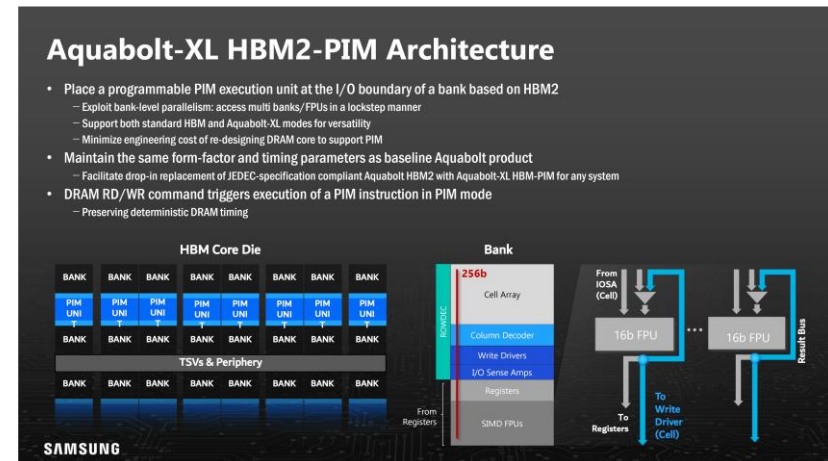 Aquabolt-XL HBM2-PIM Architecture
• Place a programmable PIM execution unit at the I/O boundary of a bank based on HBM2
– Exploit bank-level parallelism: access multi banks/FPUs in a lockstep manner
– Support both standard HBM and Aquabolt-XL modes for versatility
– Minimize engineering cost of re-designing DRAM core to support PIM
• Maintain the same form-factor and timing parameters as baseline Aquabolt product
– Facilitate drop-in replacement of JEDEC-specification compliant Aquabolt HBM2 with Aquabolt-XL HBM-PIM for any system
• DRAM RD/WR command triggers execution of a PIM instruction in PIM mode
– Preserving deterministic DRAM timing
HBM Core Die
BANK BANK BANK BANK BANK BANK BANK BANK
PIM PIM PIM PIM PIM PIM PIM PIM
UNI UNI UNI UNI UNI UNI UNI UNI
T T T T T T T T
BANK BANK BANK BANK BANK BANK BANK BANK
TSVs & Periphery
BANK BANK BANK BANK BANK BANK BANK BANK
Bank
256b
Cell Array
ROWDEC
Column Decoder
Write Drivers
I/O Sense Amps
Registers
SIMD FPUs
From
Registers
From
IOSA
(Cell)
16b FPU
...
16b FPU
Result Bus
To
Registers
To
Write
Driver
(Cell)
SAMSUNG